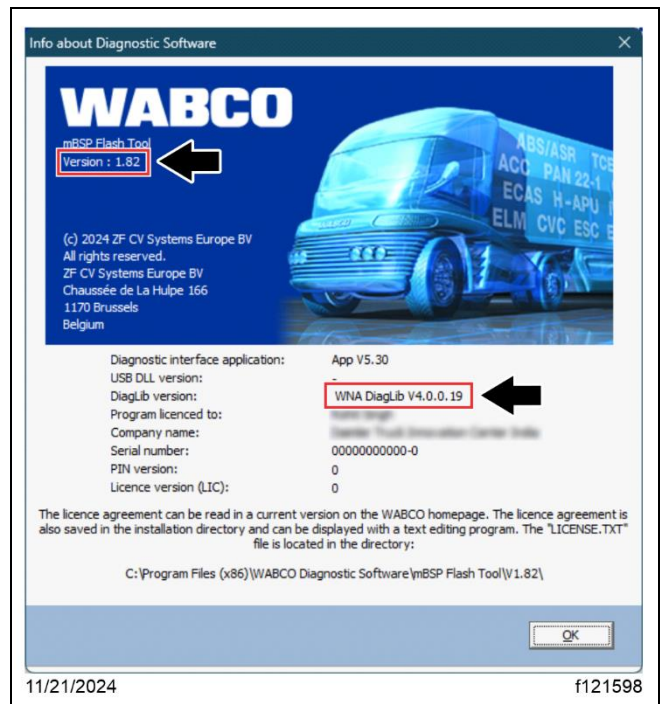 Info about Diagnostic Software
WABCO
mBSP Flash Tool
Version : 1.82
ABS/ASR TCE
ACC PAN 22-1
ECAS H-APU
ELM CVC ESC E
WABCO
(c) 2024 ZF CV Systems Europe BV
All rights reserved.
ZF CV Systems Europe BV
Chaussée de La Hulpe 166
1170 Brussels
Belgium
Diagnostic interface application: App V5.30
USB DLL version: -
DiagLib version: WNA DiagLib V4.0.0.19
Program licenced to:
Company name:
Serial number: 00000000000-0
PIN version: 0
Licence version (LIC): 0
The licence agreement can be read in a current version on the WABCO homepage. The licence agreement is
also saved in the installation directory and can be displayed with a text editing program. The "LICENSE.TXT"
file is located in the directory:
C:\Program Files (x86)\WABCO Diagnostic Software\mBSP Flash Tool\V1.82\
OK
11/21/2024 f121598